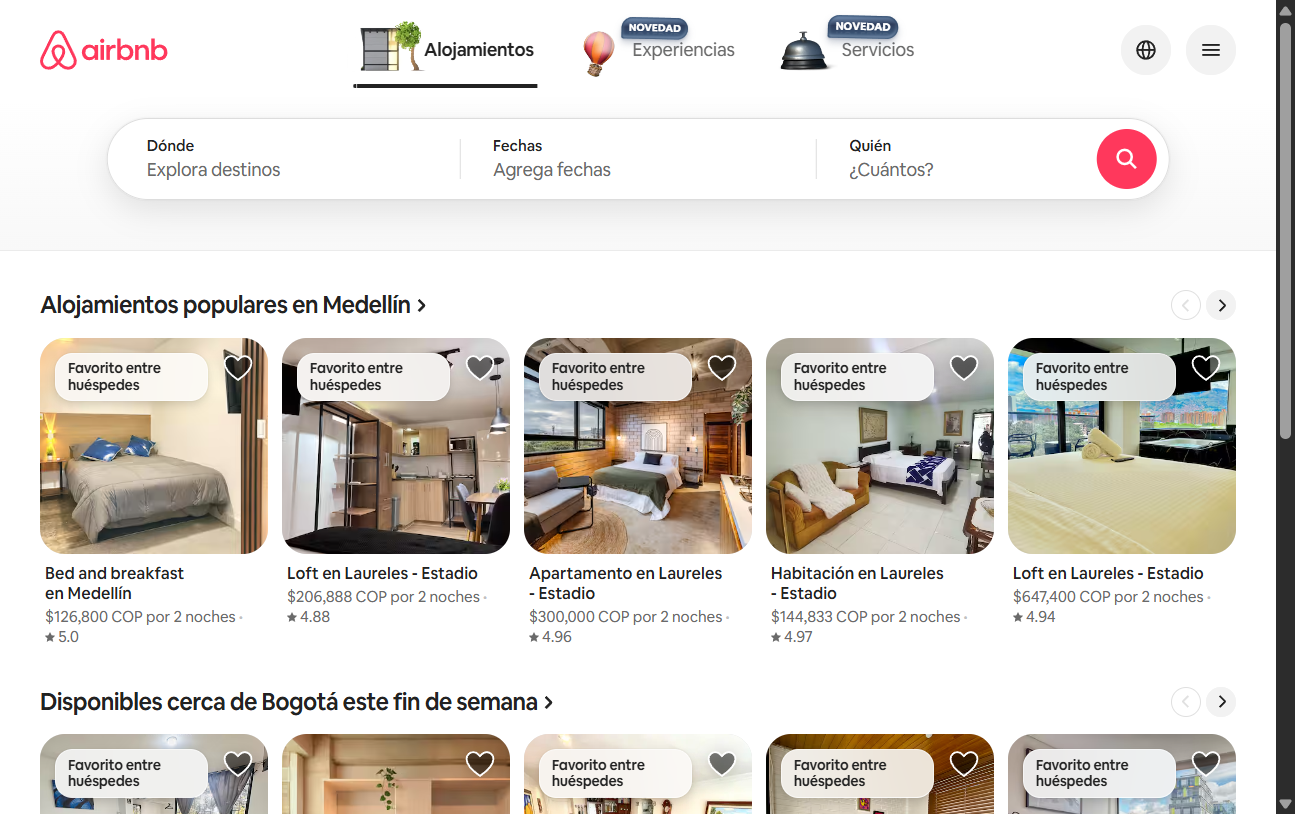 airbnb
Alojamientos
NOVEDAD
Experiencias
NOVEDAD
Servicios
Dónde
Explora destinos
Fechas
Agrega fechas
Quién
¿Cuántos?
Alojamientos populares en Medellín
Favorito entre
huéspedes
Favorito entre
huéspedes
Favorito entre
huéspedes
Favorito entre
huéspedes
Favorito entre
huéspedes
Bed and breakfast
en Medellín
$126,800 COP por 2 noches ·
★ 5.0
Loft en Laureles - Estadio
$206,888 COP por 2 noches ·
★ 4.88
Apartamento en Laureles
- Estadio
$300,000 COP por 2 noches ·
★ 4.96
Habitación en Laureles
- Estadio
$144,833 COP por 2 noches ·
★ 4.97
Loft en Laureles - Estadio
$647,400 COP por 2 noches ·
★ 4.94
Disponibles cerca de Bogotá este fin de semana
Favorito entre
huéspedes
Favorito entre
huéspedes
Favorito entre
huéspedes
Favorito entre
huéspedes